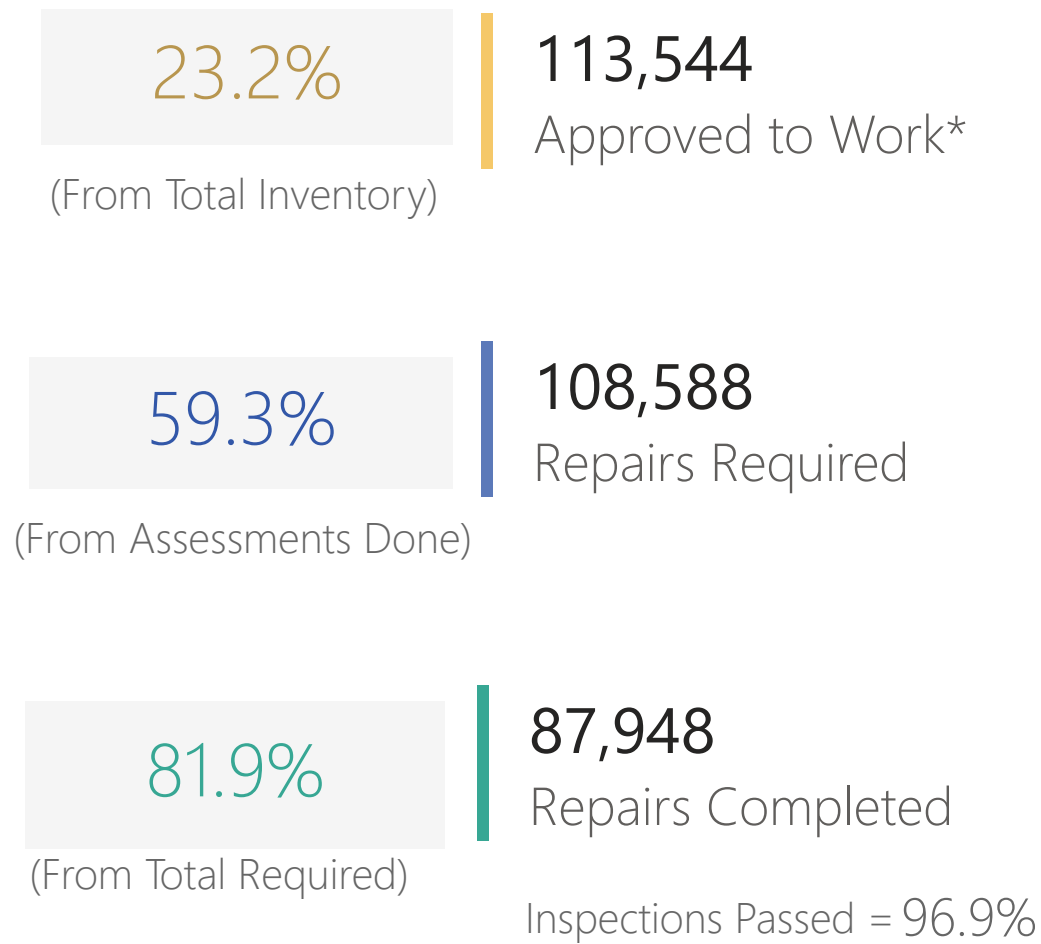 23.2%
113,544
Approved to Work*
(From Total Inventory)
59.3%
108,588
Repairs Required
(From Assessments Done)
81.9%
87,948
Repairs Completed
(From Total Required)
Inspections Passed = 96.9%